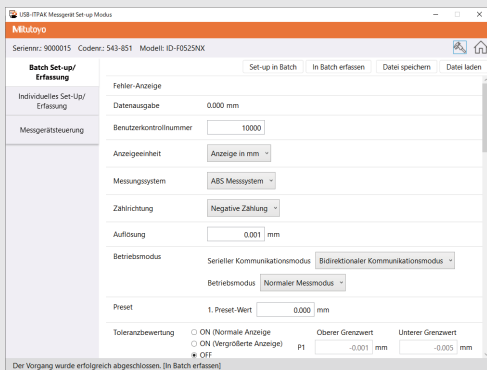 USB-ITPAK Messgerät Set-up Modus
Mitutoyo
Seriennr.: 9000015 Codenr.: 543-851 Modell: ID-F0525NX
Batch Set-up/
Erfassung
Individuelles Set-Up/
Erfassung
Messgerätsteuerung
Set-up in Batch In Batch erfassen Datei speichern Datei laden
Fehler-Anzeige
Datenausgabe 0.000 mm
Benutzerkontrollnummer 10000
Anzeigeeinheit Anzeige in mm
Messungssystem ABS Messsystem
Zählrichtung Negative Zählung
Auflösung 0.001 mm
Betriebsmodus Serieller Kommunikationsmodus Bidirektionaler Kommunikationsmodus
Betriebsmodus Normaler Messmodus
Preset 1. Preset-Wert 0.000 mm
Toleranzbewertung ON (Normale Anzeige Oberer Grenzwert Unterer Grenzwert
ON (Vergrößerte Anzeige) P1 -0.001 mm -0.005 mm
OFF
Der Vorgang wurde erfolgreich abgeschlossen. [In Batch erfassen]